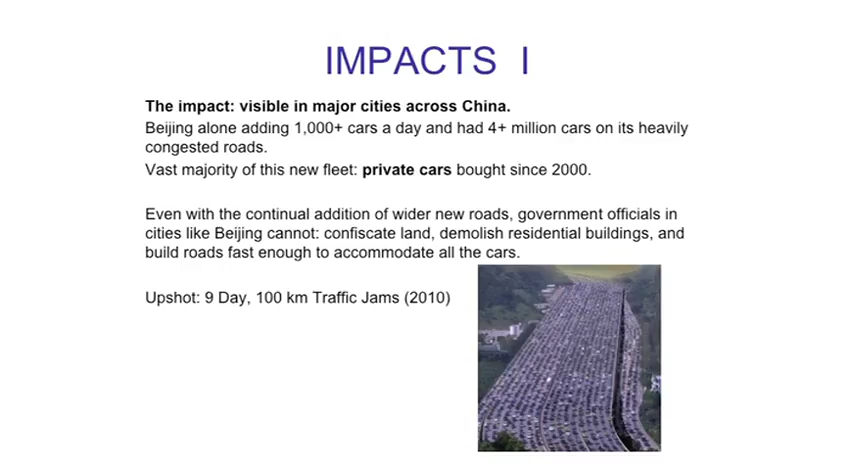 IMPACTS I
The impact: visible in major cities across China.
Beijing alone adding 1,000+ cars a day and had 4+ million cars on its heavily
congested roads.
Vast majority of this new fleet: private cars bought since 2000.
Even with the continual addition of wider new roads, government officials in
cities like Beijing cannot: confiscate land, demolish residential buildings, and
build roads fast enough to accommodate all the cars.
Upshot: 9 Day, 100 km Traffic Jams (2010)